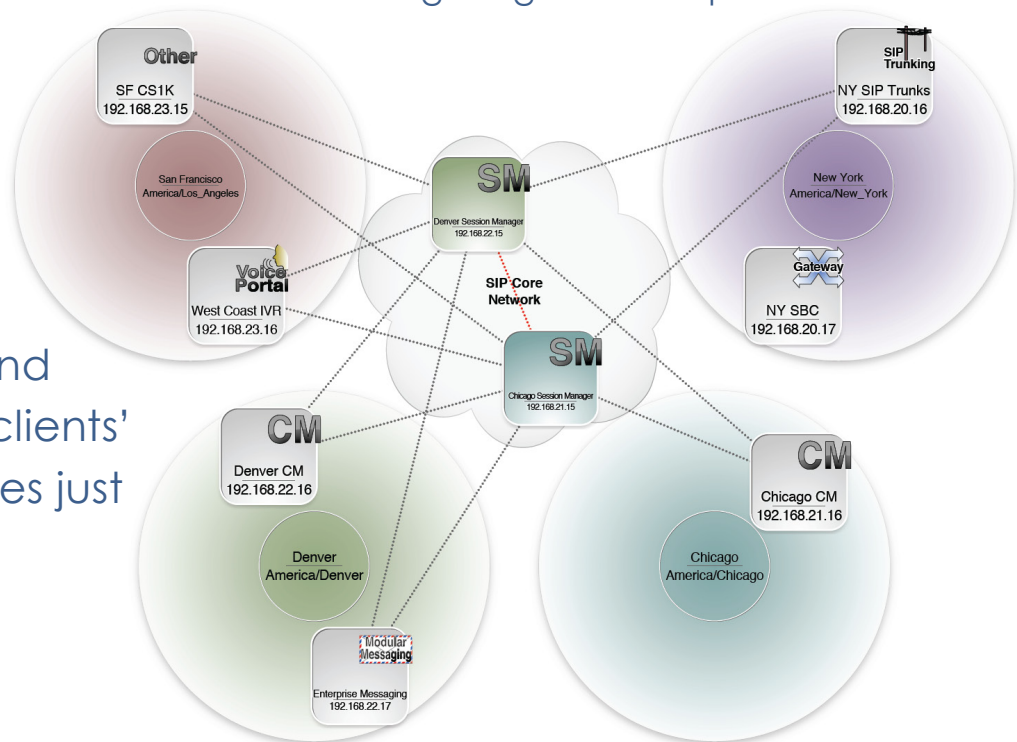 Other
SF CS1K
192.168.23.15
San Francisco
America/Los_Angeles
Voice
Portal
West Coast IVR
192.168.23.16
SIP
Trunking
NY SIP Trunks
192.168.20.16
New York
America/New_York
Gateway
NY SBC
192.168.20.17
SM
Denver Session Manager
192.168.22.15
SIP Core
Network
SM
Chicago Session Manager
192.168.21.15
nd
clients’
es just
CM
Denver CM
192.168.22.16
Denver
America/Denver
Modular
Messaging
Enterprise Messaging
192.168.22.17
CM
Chicago CM
192.168.21.16
Chicago
America/Chicago